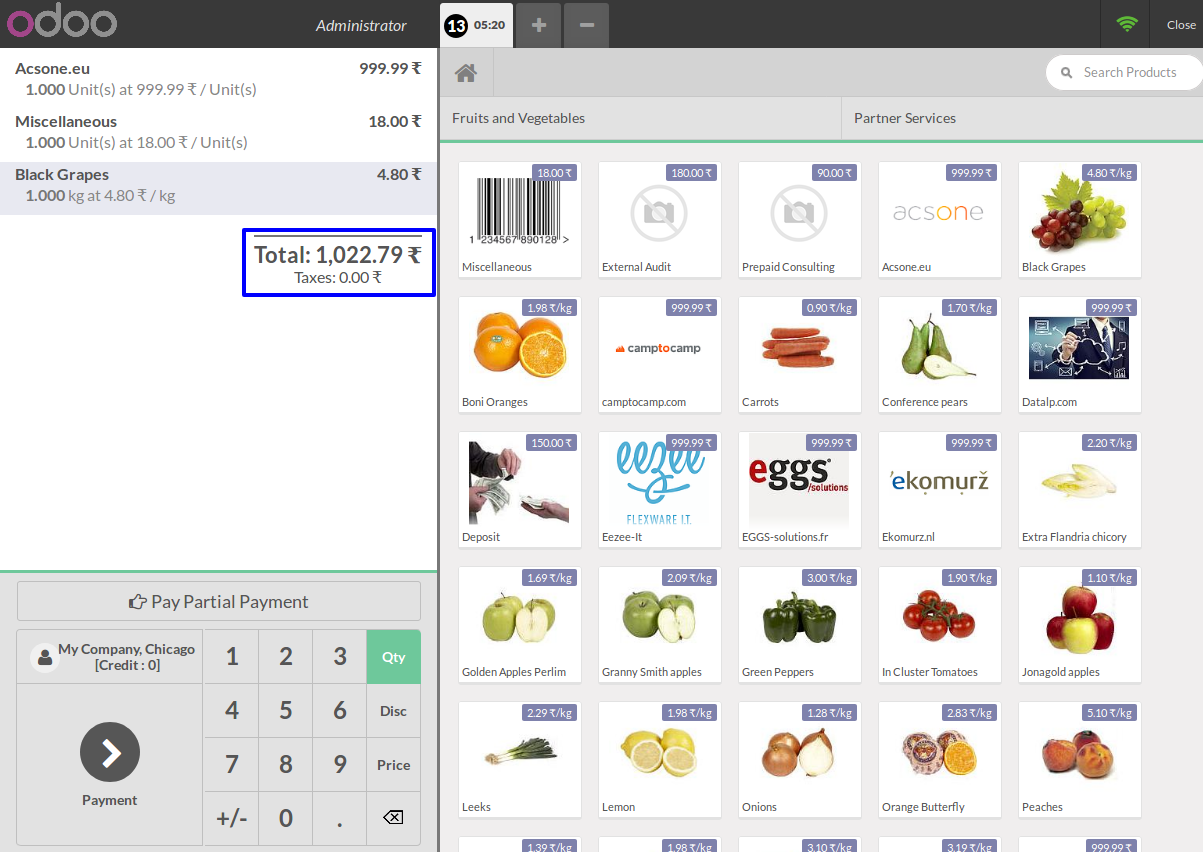 odoo
Administrator
13 05:20
+
−
Close
Acsone.eu 999.99 ₹
1.000 Unit(s) at 999.99 ₹ / Unit(s)
Miscellaneous 18.00 ₹
1.000 Unit(s) at 18.00 ₹ / Unit(s)
Black Grapes 4.80 ₹
1.000 kg at 4.80 ₹ / kg
Total: 1,022.79 ₹
Taxes: 0.00 ₹
Pay Partial Payment
My Company, Chicago
[Credit : 0]
Payment
1 2 3 Qty
4 5 6 Disc
7 8 9 Price
+/- 0 .
Search Products
Fruits and Vegetables
Partner Services
18.00 ₹
1 234567 890128 >
Miscellaneous
180.00 ₹
External Audit
90.00 ₹
Prepaid Consulting
999.99 ₹
acsone
Acsone.eu
4.80 ₹/kg
Black Grapes
1.98 ₹/kg
Boni Oranges
999.99 ₹
camptocamp
camptocamp.com
0.90 ₹/kg
Carrots
1.70 ₹/kg
Conference pears
999.99 ₹
Datalp.com
150.00 ₹
Deposit
999.99 ₹
eezee
FLEXWARE I.T.
Eezee-It
999.99 ₹
eggs
/solutions
EGGS-solutions.fr
999.99 ₹
'ekomurž
Ekomurz.nl
2.20 ₹/kg
Extra Flandria chicory
1.69 ₹/kg
Golden Apples Perlim
2.09 ₹/kg
Granny Smith apples
3.00 ₹/kg
Green Peppers
1.90 ₹/kg
In Cluster Tomatoes
1.10 ₹/kg
Jonagold apples
2.29 ₹/kg
Leeks
1.98 ₹/kg
Lemon
1.28 ₹/kg
Onions
2.83 ₹/kg
Orange Butterfly
5.10 ₹/kg
Peaches
1.39 ₹/kg
1.98 ₹/kg
3.10 ₹/kg
3.19 ₹/kg
999.99 ₹